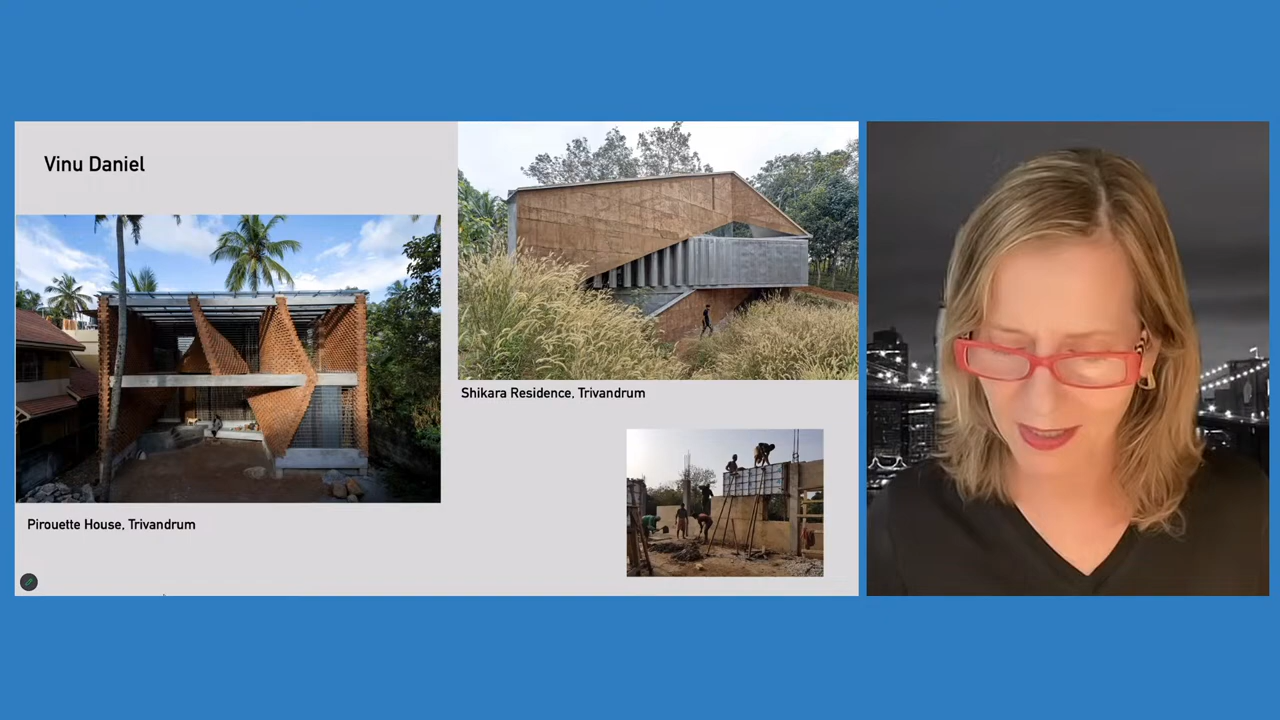 Vinu Daniel
Shikara Residence, Trivandrum
Pirouette House, Trivandrum